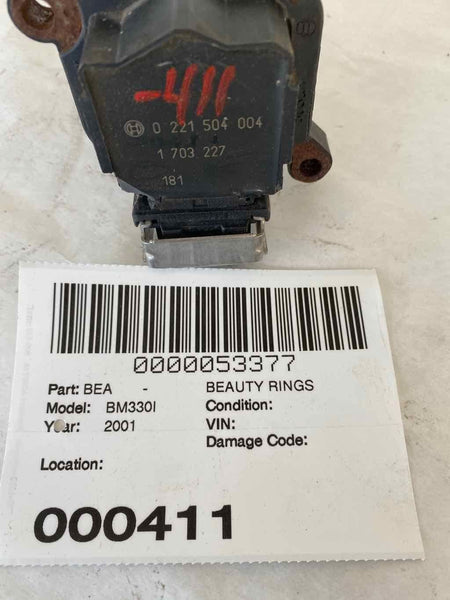 -411
0 221 504 004
1 703 227
181
0000053377
Part: BEA - BEAUTY RINGS
Model: BM330I Condition:
Year: 2001 VIN:
Damage Code:
Location:
000411